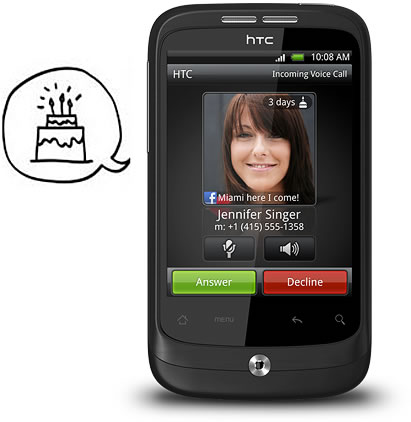 htc
10:08 AM
HTC
Incoming Voice Call
3 days
f Miami here I come!
Jennifer Singer
m: +1 (415) 555-1358
Answer
Decline
MENU